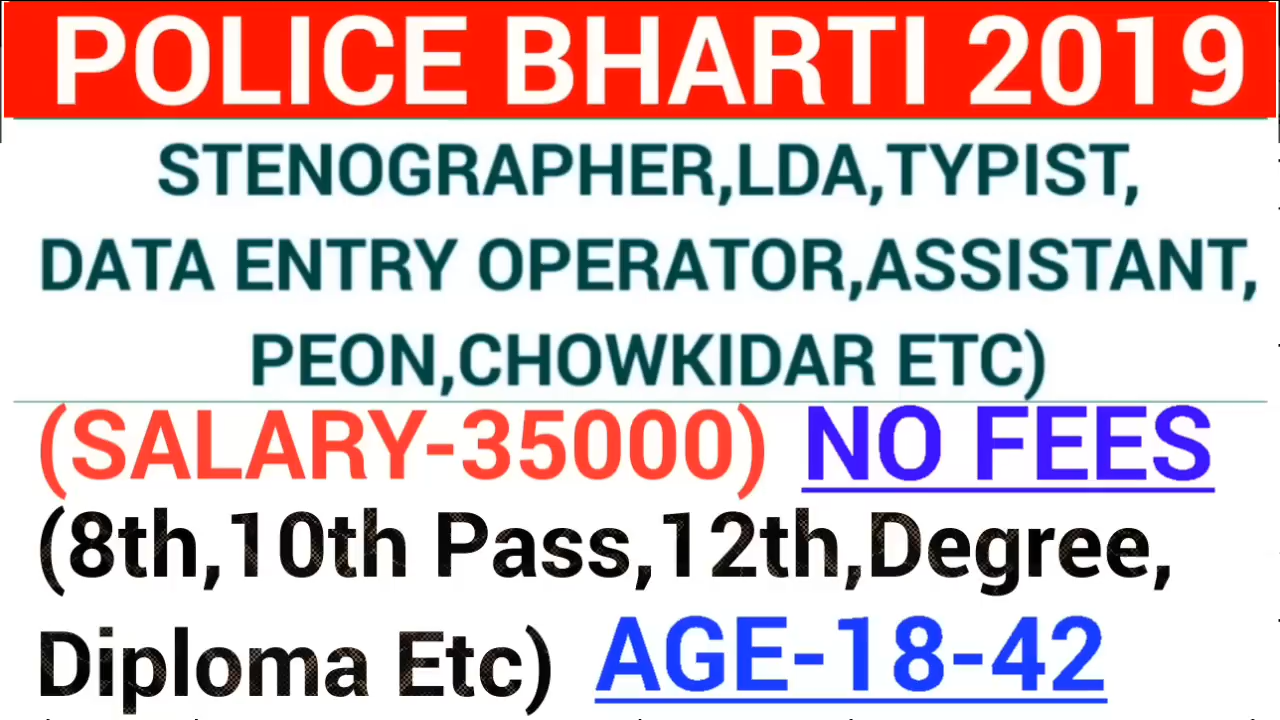 POLICE BHARTI 2019
STENOGRAPHER,LDA,TYPIST,
DATA ENTRY OPERATOR,ASSISTANT,
PEON,CHOWKIDAR ETC)
(SALARY-35000) NO FEES
(8th,10th Pass,12th,Degree,
Diploma Etc) AGE-18-42